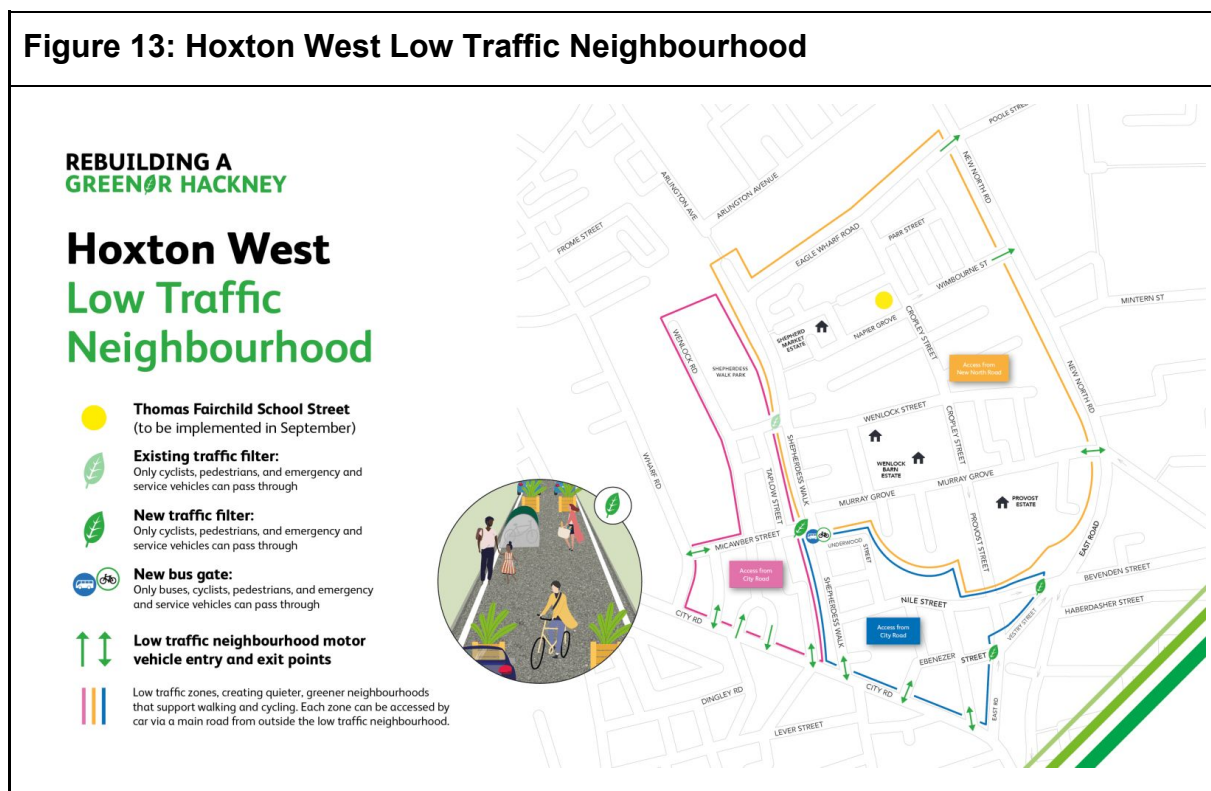 Figure 13: Hoxton West Low Traffic Neighbourhood
REBUILDING A
GREENER HACKNEY
Hoxton West
Low Traffic
Neighbourhood
Thomas Fairchild School Street
(to be implemented in September)
Existing traffic filter:
Only cyclists, pedestrians, and emergency and
service vehicles can pass through
New traffic filter:
Only cyclists, pedestrians, and emergency and
service vehicles can pass through
New bus gate:
Only buses, cyclists, pedestrians, and emergency
and service vehicles can pass through
Low traffic neighbourhood motor
vehicle entry and exit points
Low traffic zones, creating quieter, greener neighbourhoods
that support walking and cycling. Each zone can be accessed by
car via a main road from outside the low traffic neighbourhood.
POOLE STREET
NEW NORTH RD
ARLINGTON AVE
ARLINGTON AVENUE
FROME STREET
EAGLE WHARF ROAD
PARR STREET
WIMBOURNE ST
MINTERN ST
WENLOCK RD
SHEPHERD
MARKET
ESTATE
NAPIER GROVE
CROPLEY STREET
SHEPHERDESS
WALK PARK
Access from
New North Road
NEW NORTH RD
WENLOCK STREET
CROPLEY STREET
WHARF RD
TAPLOW STREET
SHEPHERDESS WALK
WENLOCK
BARN
ESTATE
MURRAY GROVE
MURRAY GROVE
PROVOST
ESTATE
PROVOST STREET
EAST ROAD
MICAWBER STREET
UNDERWOOD
STREET
BEVENDEN STREET
Access from
City Road
NILE STREET
HABERDASHER STREET
CITY RD
SHEPHERDESS WALK
Access from
City Road
VESTRY STREET
EBENEZER STREET
CITY RD
EAST RD
DINGLEY RD
LEVER STREET